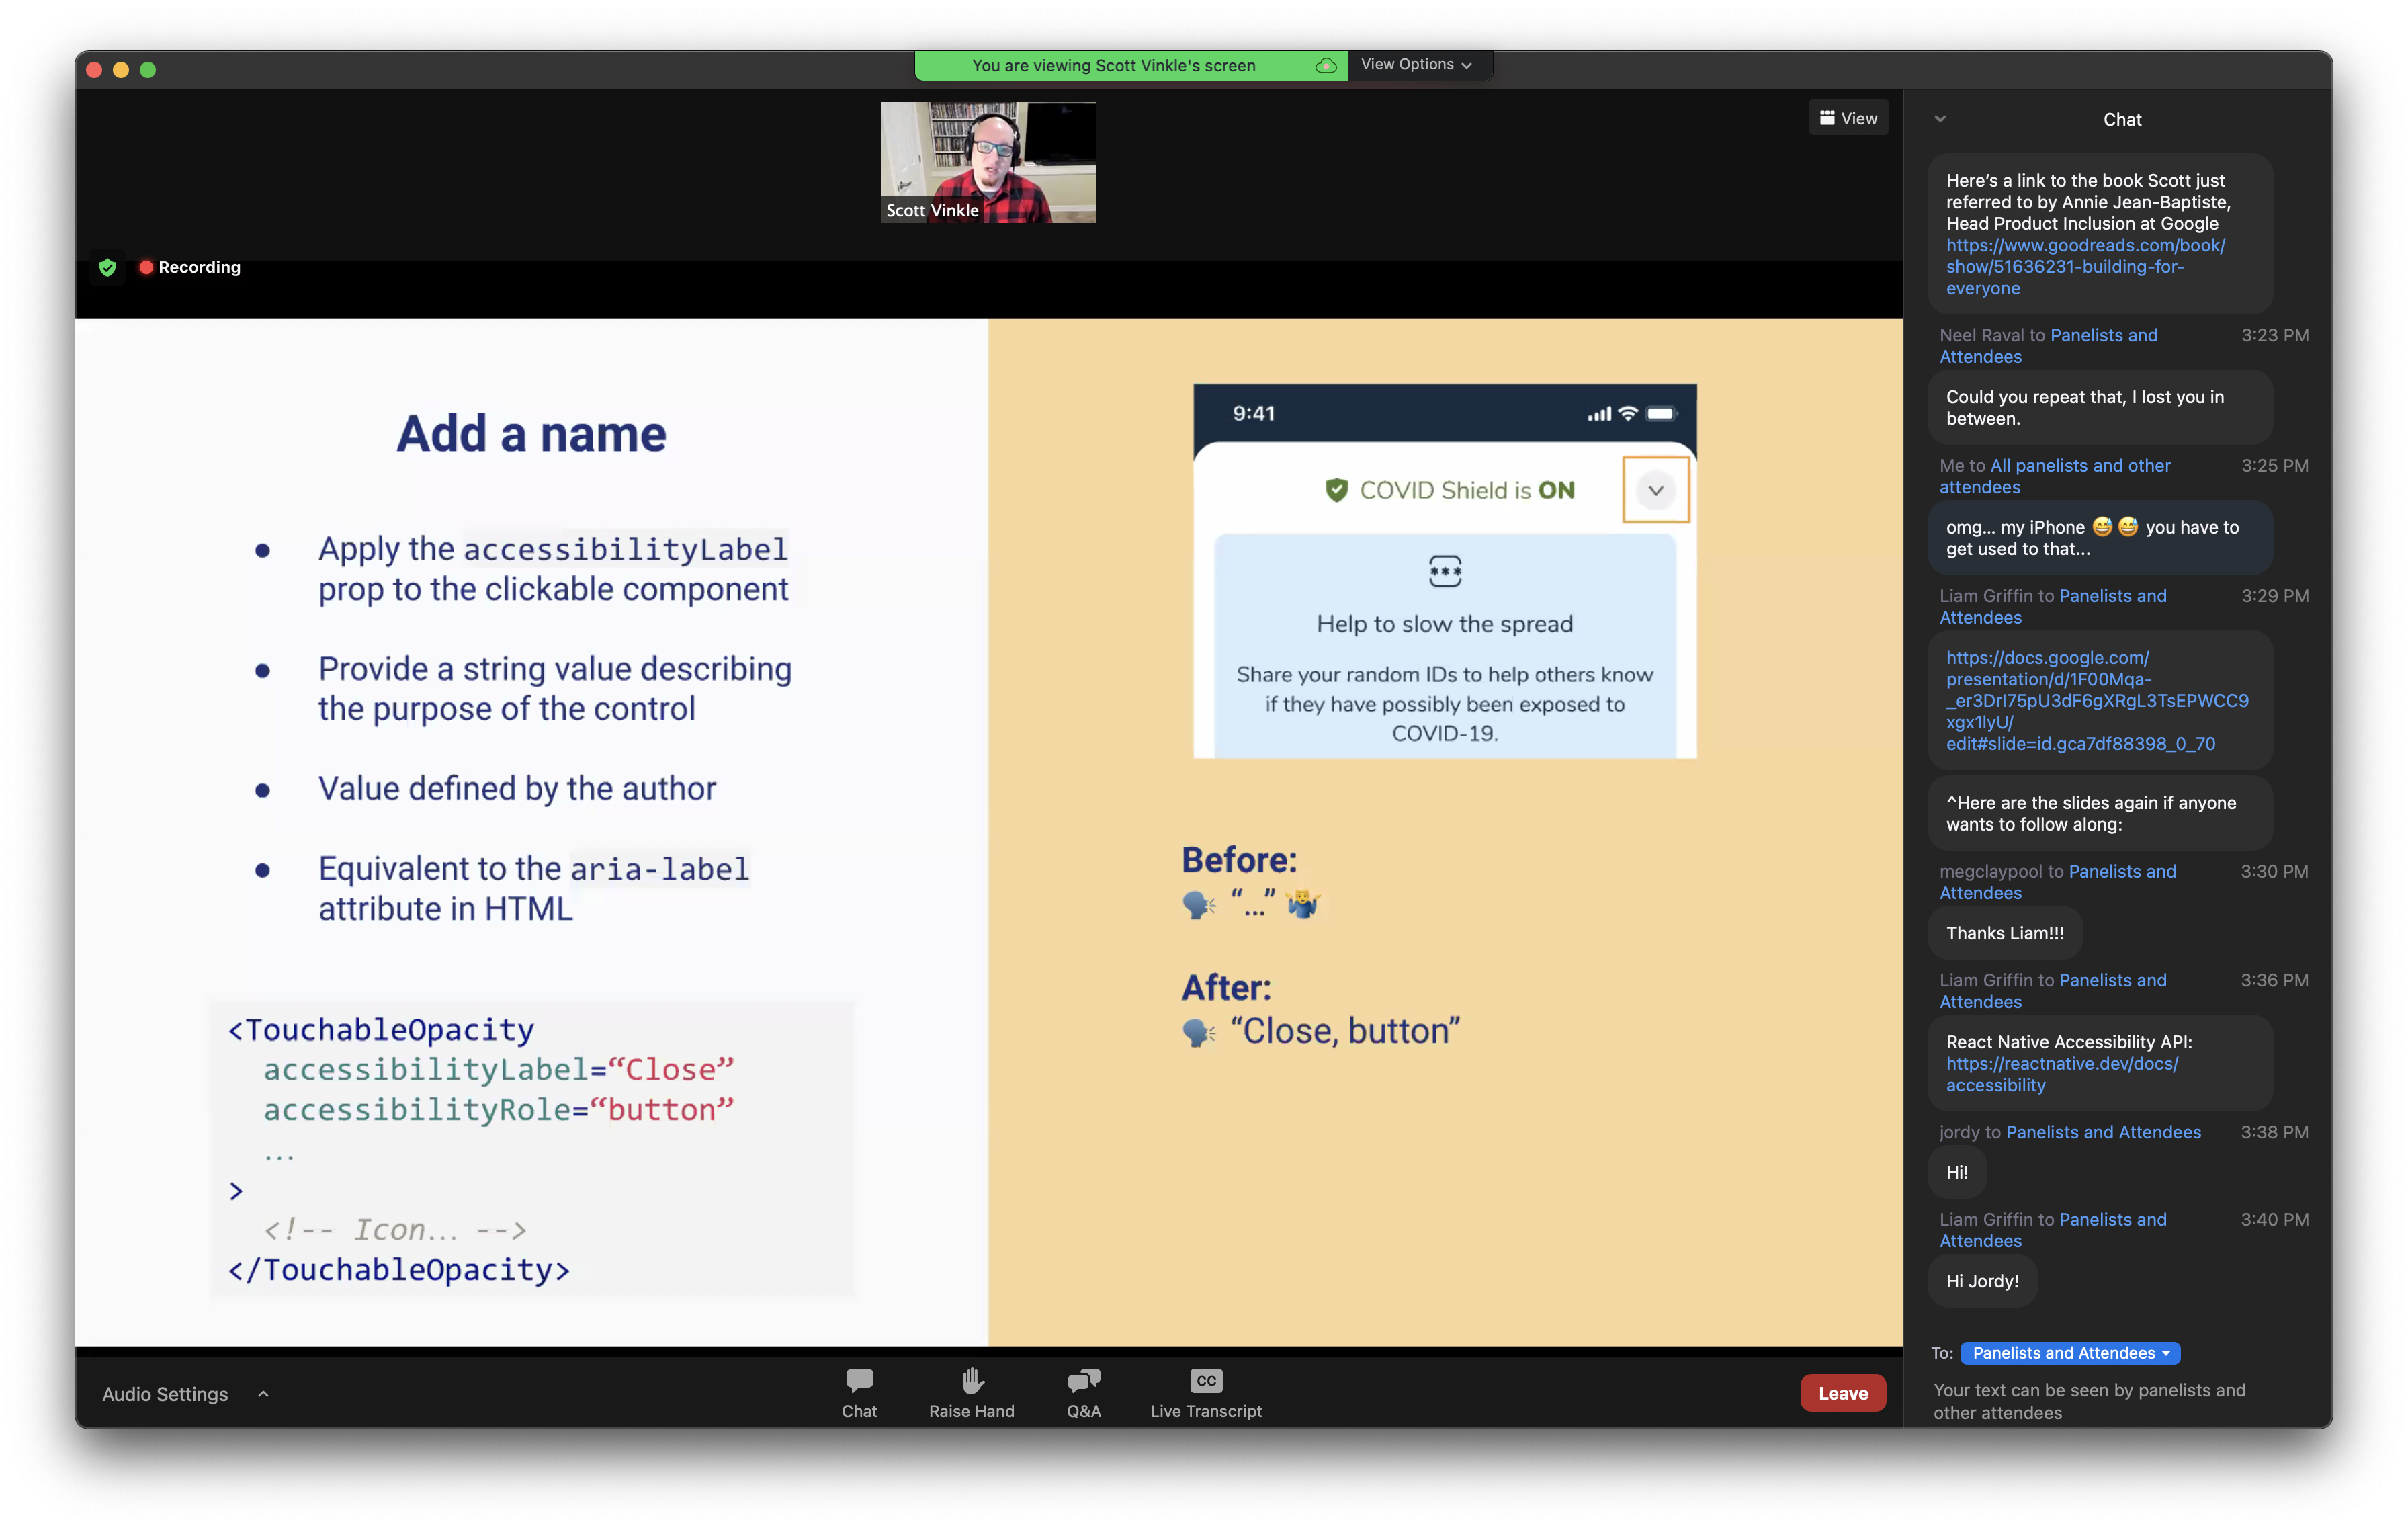 You are viewing Scott Vinkle's screen
View Options
View
Scott Vinkle
Recording
Add a name
● Apply the accessibilityLabel
prop to the clickable component
● Provide a string value describing
the purpose of the control
● Value defined by the author
● Equivalent to the aria-label
attribute in HTML
<TouchableOpacity
accessibilityLabel=“Close”
accessibilityRole=“button”
...
>
<!-- Icon... -->
</TouchableOpacity>
9:41
COVID Shield is ON
***
Help to slow the spread
Share your random IDs to help others know
if they have possibly been exposed to
COVID-19.
Before:
🗣 “...” 🤷‍♂️
After:
🗣 “Close, button”
Audio Settings
Chat
Raise Hand
Q&A
CC
Live Transcript
Leave
Chat
Here’s a link to the book Scott just
referred to by Annie Jean-Baptiste,
Head Product Inclusion at Google
https://www.goodreads.com/book/
show/51636231-building-for-
everyone
Neel Raval to Panelists and 3:23 PM
Attendees
Could you repeat that, I lost you in
between.
Me to All panelists and other 3:25 PM
attendees
omg... my iPhone 😅 😅 you have to
get used to that...
Liam Griffin to Panelists and 3:29 PM
Attendees
https://docs.google.com/
presentation/d/1F00Mqa-
_er3DrI75pU3dF6gXRgL3TsEPWCC9
xgx1lyU/
edit#slide=id.gca7df88398_0_70
^Here are the slides again if anyone
wants to follow along:
megclaypool to Panelists and 3:30 PM
Attendees
Thanks Liam!!!
Liam Griffin to Panelists and 3:36 PM
Attendees
React Native Accessibility API:
https://reactnative.dev/docs/
accessibility
jordy to Panelists and Attendees 3:38 PM
Hi!
Liam Griffin to Panelists and 3:40 PM
Attendees
Hi Jordy!
To: Panelists and Attendees
Your text can be seen by panelists and
other attendees